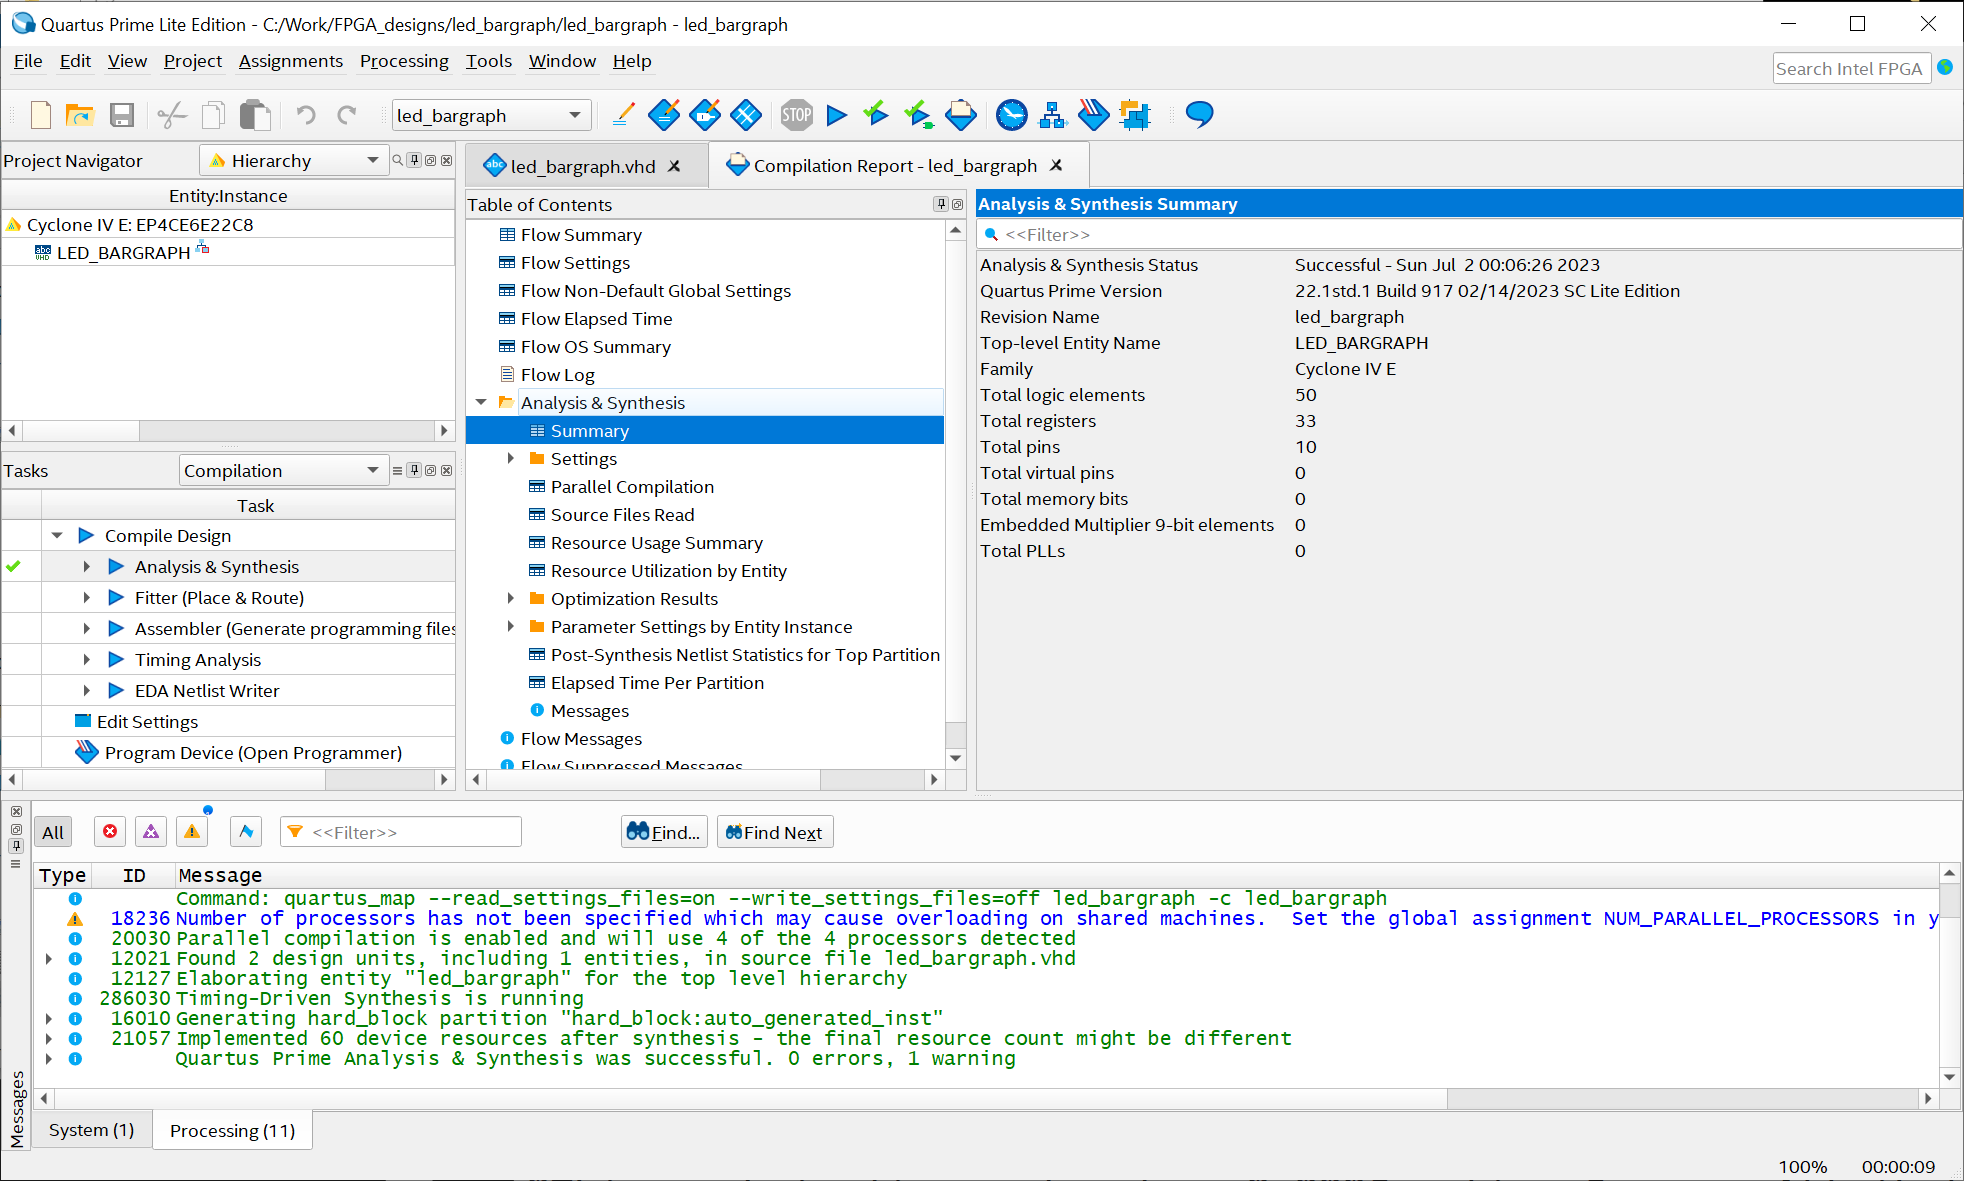 Quartus Prime Lite Edition - C:/Work/FPGA_designs/led_bargraph/led_bargraph - led_bargraph
File Edit View Project Assignments Processing Tools Window Help
Search Intel FPGA
led_bargraph
STOP
Project Navigator
Hierarchy
Entity:Instance
Cyclone IV E: EP4CE6E22C8
LED_BARGRAPH
Tasks
Compilation
Task
Compile Design
Analysis & Synthesis
Fitter (Place & Route)
Assembler (Generate programming files
Timing Analysis
EDA Netlist Writer
Edit Settings
Program Device (Open Programmer)
led_bargraph.vhd
Compilation Report - led_bargraph
Table of Contents
Flow Summary
Flow Settings
Flow Non-Default Global Settings
Flow Elapsed Time
Flow OS Summary
Flow Log
Analysis & Synthesis
Summary
Settings
Parallel Compilation
Source Files Read
Resource Usage Summary
Resource Utilization by Entity
Optimization Results
Parameter Settings by Entity Instance
Post-Synthesis Netlist Statistics for Top Partition
Elapsed Time Per Partition
Messages
Flow Messages
Flow Suppressed Messages
Analysis & Synthesis Summary
<<Filter>>
Analysis & Synthesis Status Successful - Sun Jul 2 00:06:26 2023
Quartus Prime Version 22.1std.1 Build 917 02/14/2023 SC Lite Edition
Revision Name led_bargraph
Top-level Entity Name LED_BARGRAPH
Family Cyclone IV E
Total logic elements 50
Total registers 33
Total pins 10
Total virtual pins 0
Total memory bits 0
Embedded Multiplier 9-bit elements 0
Total PLLs 0
All
<<Filter>>
Find...
Find Next
Type ID Message
Command: quartus_map --read_settings_files=on --write_settings_files=off led_bargraph -c led_bargraph
18236 Number of processors has not been specified which may cause overloading on shared machines. Set the global assignment NUM_PARALLEL_PROCESSORS in y
20030 Parallel compilation is enabled and will use 4 of the 4 processors detected
12021 Found 2 design units, including 1 entities, in source file led_bargraph.vhd
12127 Elaborating entity "led_bargraph" for the top level hierarchy
286030 Timing-Driven Synthesis is running
16010 Generating hard_block partition "hard_block:auto_generated_inst"
21057 Implemented 60 device resources after synthesis - the final resource count might be different
Quartus Prime Analysis & Synthesis was successful. 0 errors, 1 warning
Messages
System (1)
Processing (11)
100% 00:00:09